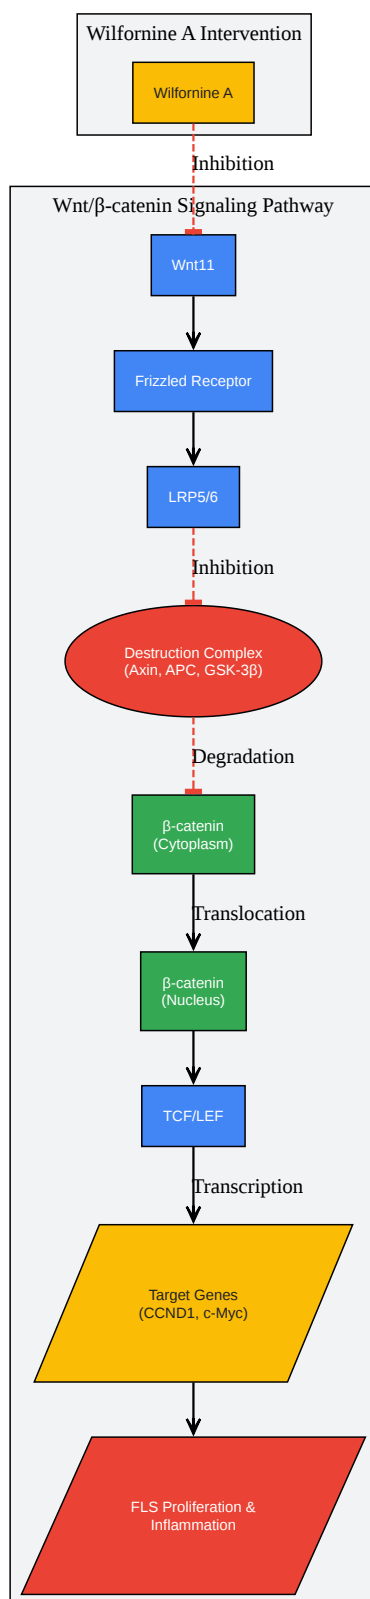 Wilfornine A Intervention
Wilfornine A
Inhibition
Wnt/β-catenin Signaling Pathway
Wnt11
Frizzled Receptor
LRP5/6
Inhibition
Destruction Complex
(Axin, APC, GSK-3β)
Degradation
β-catenin
(Cytoplasm)
Translocation
β-catenin
(Nucleus)
TCF/LEF
Transcription
Target Genes
(CCND1, c-Myc)
FLS Proliferation &
Inflammation